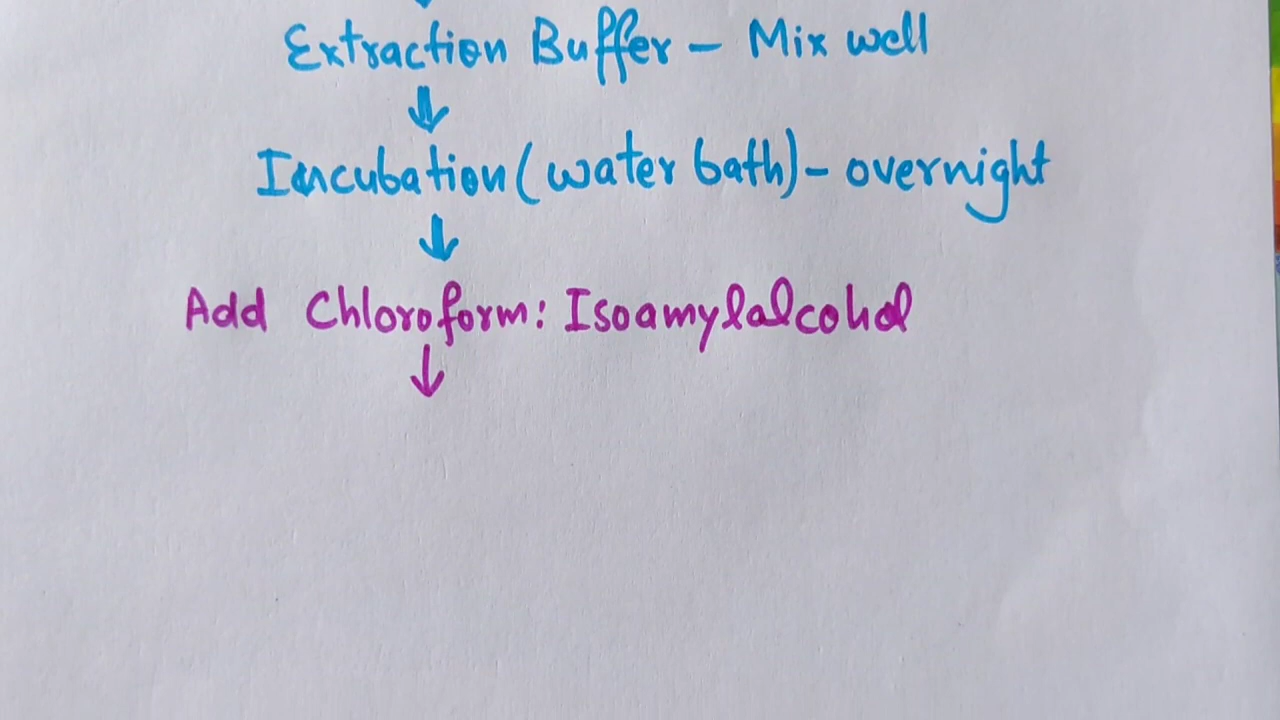 Extraction Buffer - Mix well
↓
Incubation (water bath) - overnight
↓
Add Chloroform: Isoamylalcohol
↓